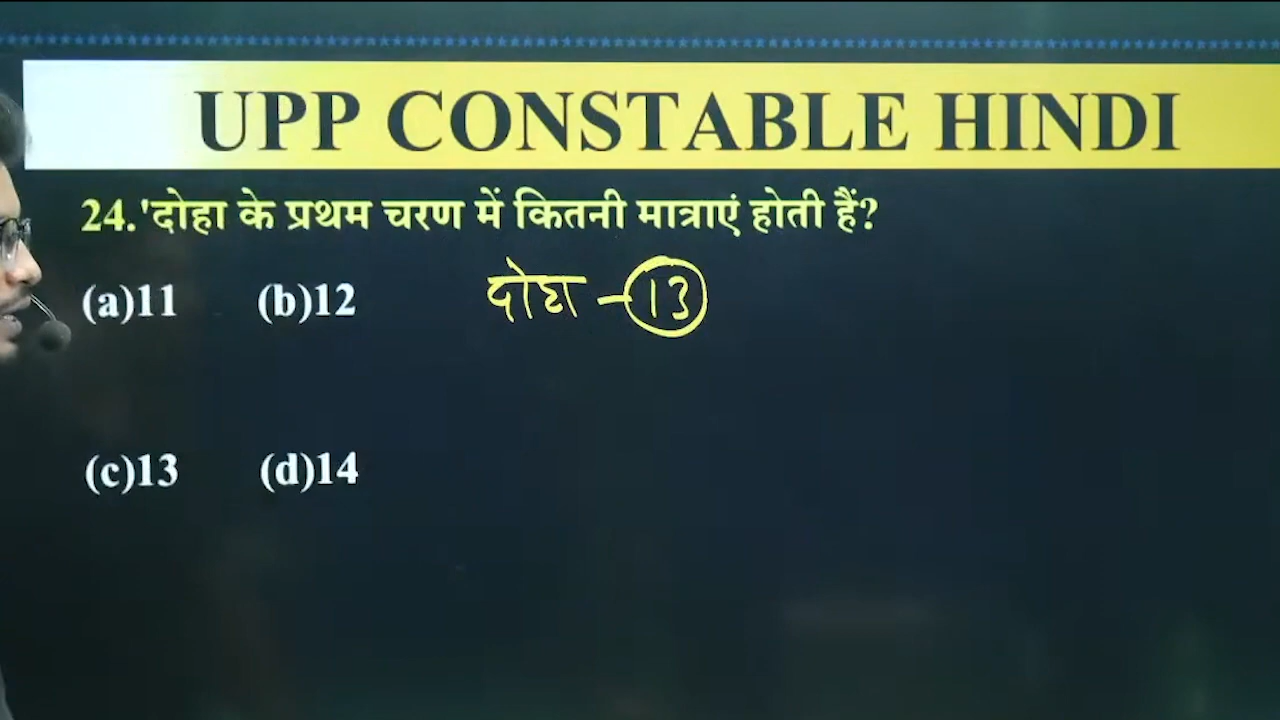 UPP CONSTABLE HINDI
24.'दोहा के प्रथम चरण में कितनी मात्राएं होती हैं?
(a)11 (b)12 दोहा – 13
(c)13 (d)14